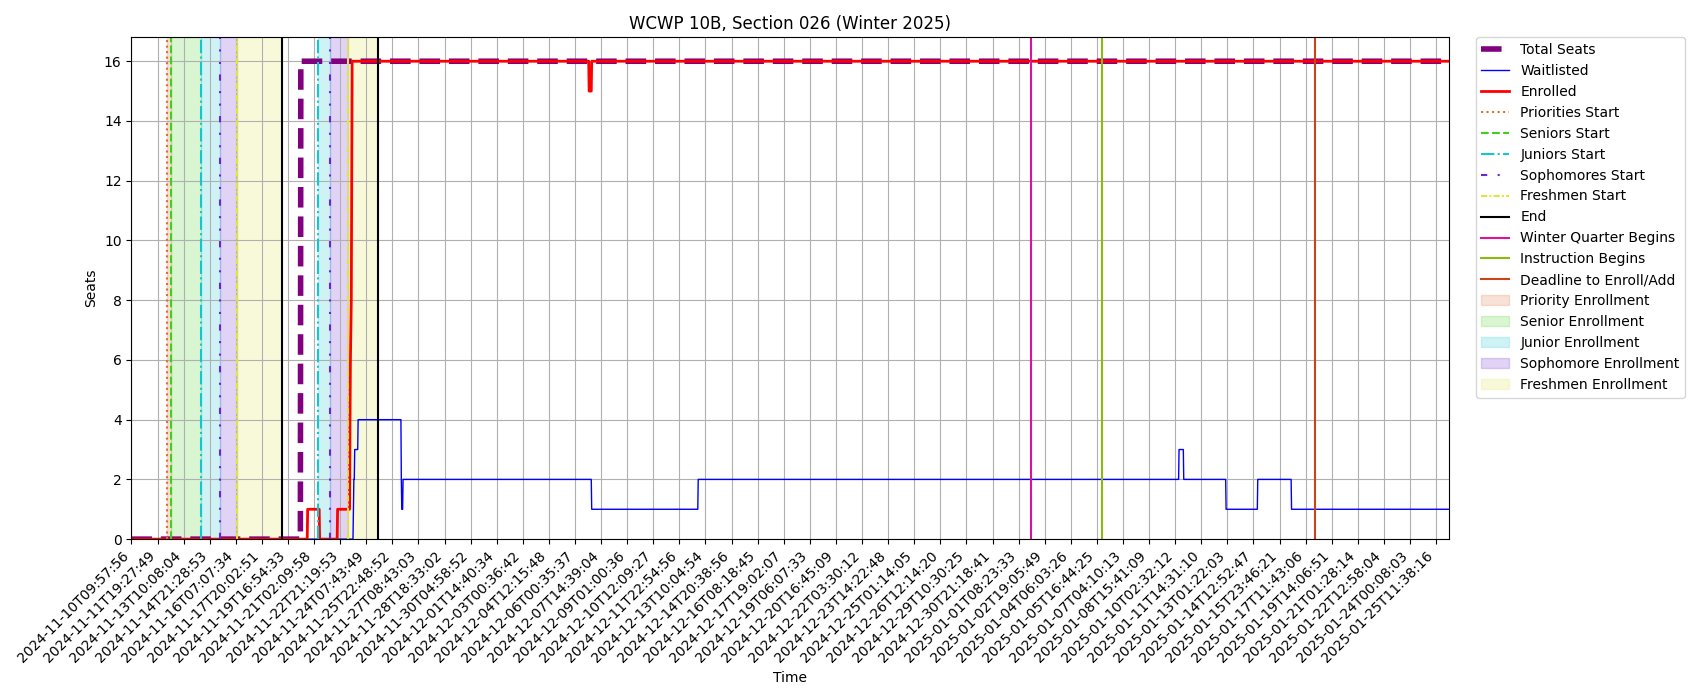 WCWP 10B, Section 026 (Winter 2025)
Seats
16
14
12
10
8
6
4
2
0
2024-11-10T09:57:56
2024-11-11T19:27:49
2024-11-13T10:08:04
2024-11-14T21:28:53
2024-11-16T07:07:34
2024-11-17T20:02:51
2024-11-19T16:54:33
2024-11-21T02:09:58
2024-11-22T21:19:53
2024-11-24T07:43:49
2024-11-25T22:48:52
2024-11-27T08:43:03
2024-11-28T18:33:02
2024-11-30T04:58:52
2024-12-01T14:40:34
2024-12-03T00:36:42
2024-12-04T12:15:48
2024-12-06T00:35:37
2024-12-07T14:39:04
2024-12-09T01:00:36
2024-12-10T12:09:27
2024-12-11T22:54:56
2024-12-13T10:04:54
2024-12-14T20:38:56
2024-12-16T08:18:45
2024-12-17T19:02:07
2024-12-19T06:07:33
2024-12-20T16:45:09
2024-12-22T03:30:12
2024-12-23T14:22:48
2024-12-25T01:14:05
2024-12-26T12:14:20
2024-12-29T10:30:25
2024-12-30T21:18:41
2025-01-01T08:23:33
2025-01-02T19:05:49
2025-01-04T06:03:26
2025-01-05T16:44:25
2025-01-07T04:10:13
2025-01-08T15:41:09
2025-01-10T02:32:12
2025-01-11T14:31:10
2025-01-13T01:22:03
2025-01-14T12:52:47
2025-01-15T23:46:21
2025-01-17T11:43:06
2025-01-19T14:06:51
2025-01-21T01:28:14
2025-01-22T12:58:04
2025-01-24T00:08:03
2025-01-25T11:38:16
Time
Total Seats
Waitlisted
Enrolled
Priorities Start
Seniors Start
Juniors Start
Sophomores Start
Freshmen Start
End
Winter Quarter Begins
Instruction Begins
Deadline to Enroll/Add
Priority Enrollment
Senior Enrollment
Junior Enrollment
Sophomore Enrollment
Freshmen Enrollment